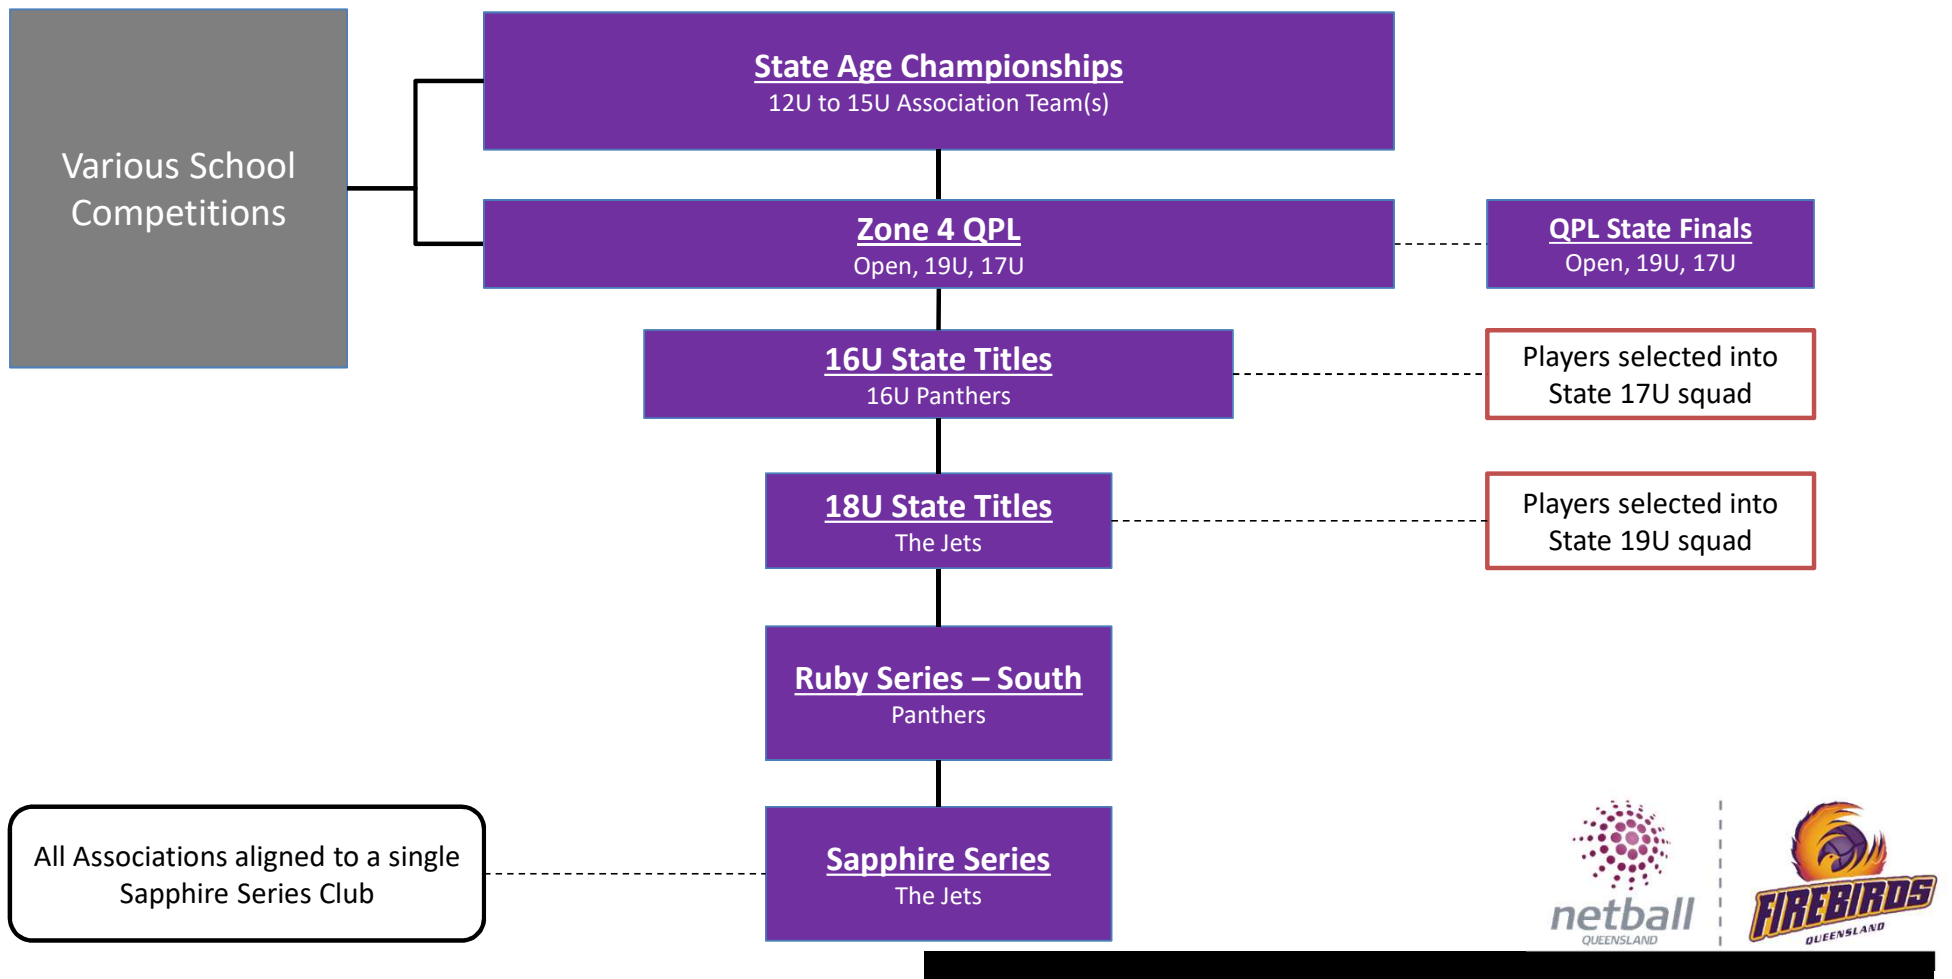 Various School
Competitions
State Age Championships
12U to 15U Association Team(s)
Zone 4 QPL
Open, 19U, 17U
QPL State Finals
Open, 19U, 17U
16U State Titles
16U Panthers
Players selected into
State 17U squad
18U State Titles
The Jets
Players selected into
State 19U squad
Ruby Series – South
Panthers
All Associations aligned to a single
Sapphire Series Club
Sapphire Series
The Jets
netball
QUEENSLAND
FIREBIRDS
QUEENSLAND